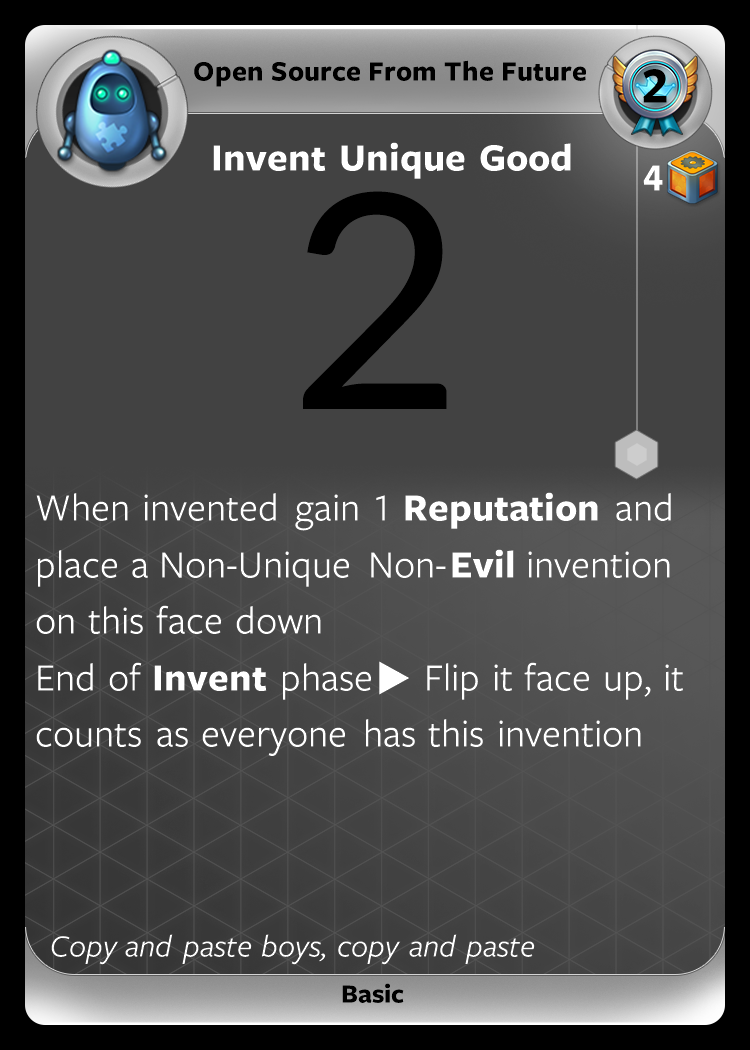 Open Source From The Future
2
Invent Unique Good
4
2
When invented gain 1 Reputation and
place a Non-Unique Non-Evil invention
on this face down
End of Invent phase▶ Flip it face up, it
counts as everyone has this invention
Copy and paste boys, copy and paste
Basic